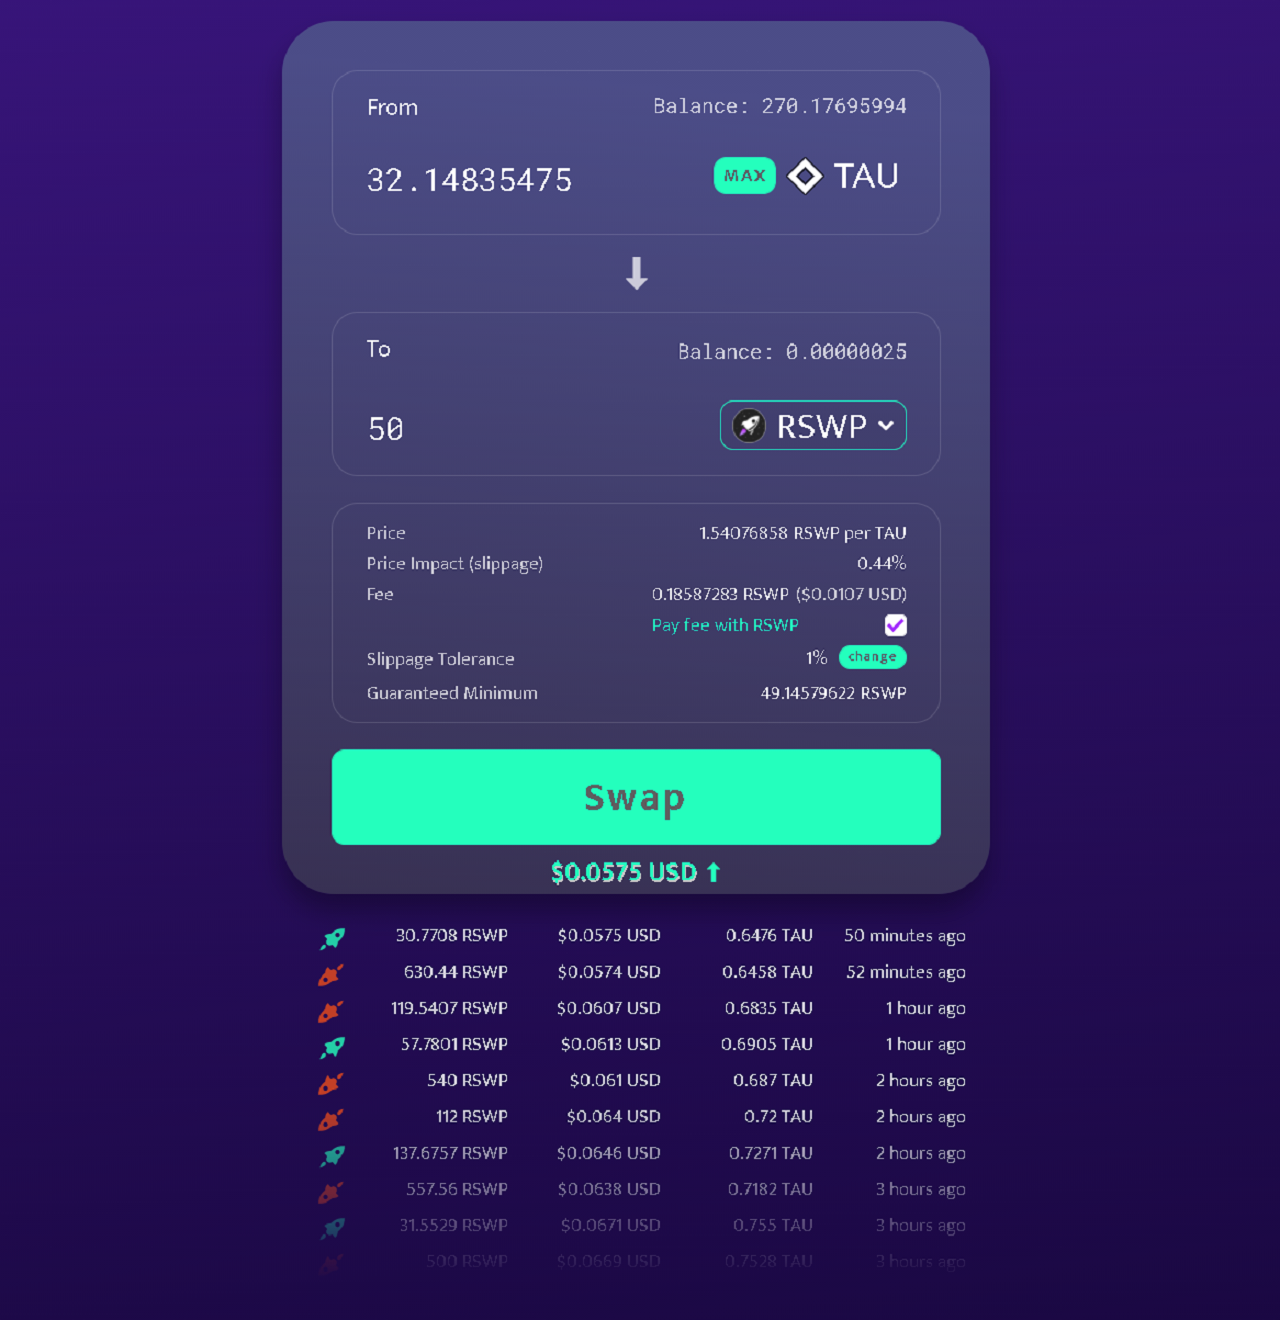 From Balance: 270.17695994
32.14835475 MAX TAU
To Balance: 0.00000025
50 RSWP
Price 1.54076858 RSWP per TAU
Price Impact (slippage) 0.44%
Fee 0.18587283 RSWP ($0.0107 USD)
Pay fee with RSWP
Slippage Tolerance 1% change
Guaranteed Minimum 49.14579622 RSWP
Swap
$0.0575 USD
30.7708 RSWP $0.0575 USD 0.6476 TAU 50 minutes ago
630.44 RSWP $0.0574 USD 0.6458 TAU 52 minutes ago
119.5407 RSWP $0.0607 USD 0.6835 TAU 1 hour ago
57.7801 RSWP $0.0613 USD 0.6905 TAU 1 hour ago
540 RSWP $0.061 USD 0.687 TAU 2 hours ago
112 RSWP $0.064 USD 0.72 TAU 2 hours ago
137.6757 RSWP $0.0646 USD 0.7271 TAU 2 hours ago
557.56 RSWP $0.0638 USD 0.7182 TAU 3 hours ago
31.5529 RSWP $0.0671 USD 0.755 TAU 3 hours ago
500 RSWP $0.0669 USD 0.7528 TAU 3 hours ago